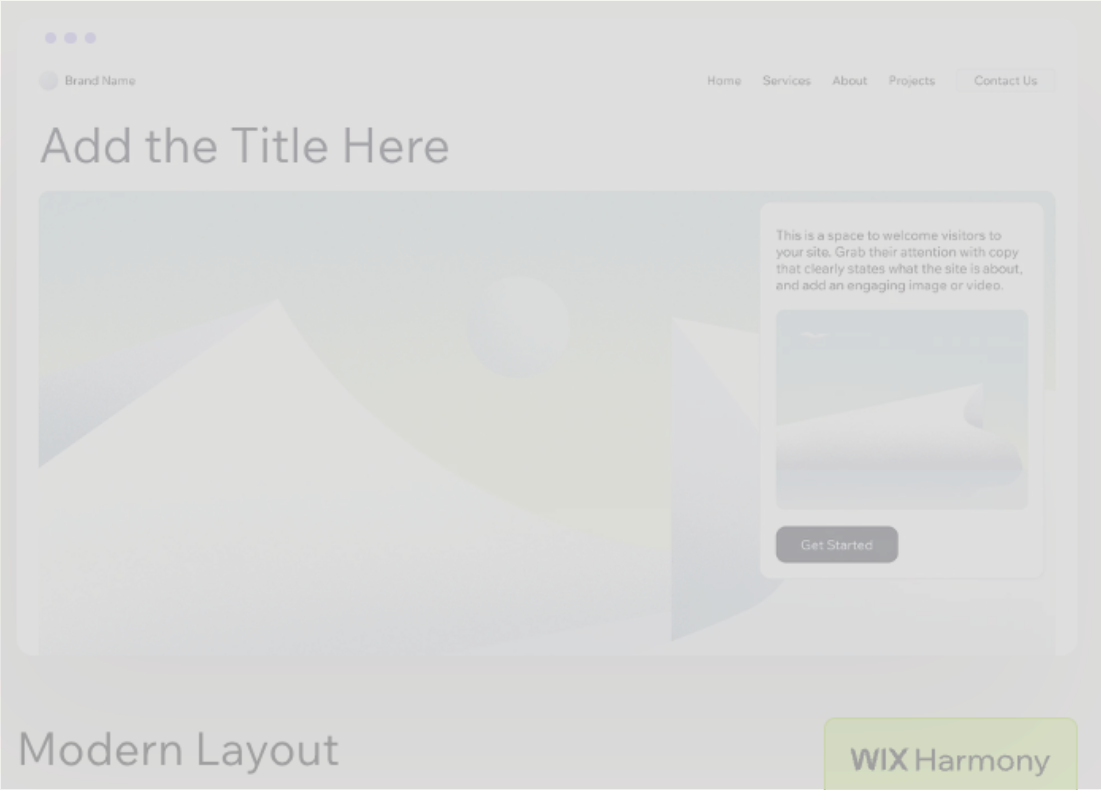 Brand Name
Home Services About Projects Contact Us
Add the Title Here
This is a space to welcome visitors to
your site. Grab their attention with copy
that clearly states what the site is about,
and add an engaging image or video.
Get Started
Modern Layout
WIX Harmony